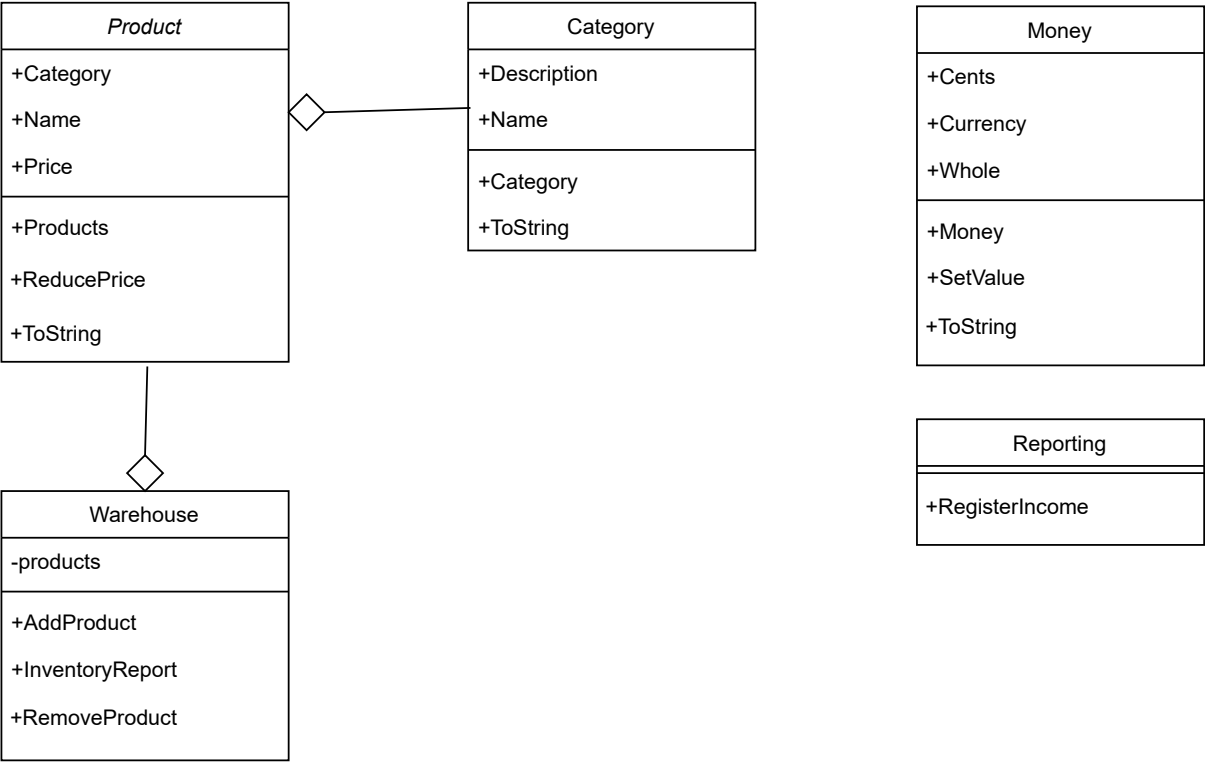 Product
+Category
+Name
+Price
+Products
+ReducePrice
+ToString
Category
+Description
+Name
+Category
+ToString
Money
+Cents
+Currency
+Whole
+Money
+SetValue
+ToString
Reporting
+RegisterIncome
Warehouse
-products
+AddProduct
+InventoryReport
+RemoveProduct